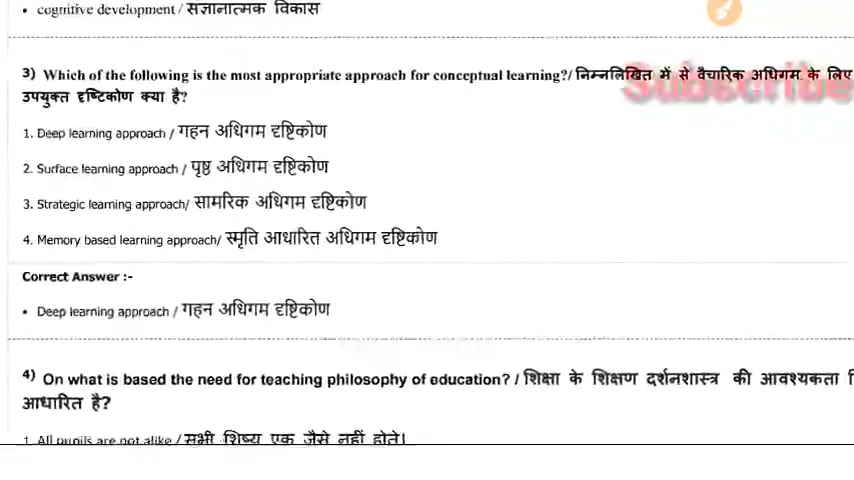 • cognitive development / संज्ञानात्मक विकास
3) Which of the following is the most appropriate approach for conceptual learning?/ निम्नलिखित में से वैचारिक अधिगम के लिए
उपयुक्त दृष्टिकोण क्या है?
Subscribe
1. Deep learning approach / गहन अधिगम दृष्टिकोण
2. Surface learning approach / पृष्ठ अधिगम दृष्टिकोण
3. Strategic learning approach/ सामरिक अधिगम दृष्टिकोण
4. Memory based learning approach/ स्मृति आधारित अधिगम दृष्टिकोण
Correct Answer :-
• Deep learning approach / गहन अधिगम दृष्टिकोण
4) On what is based the need for teaching philosophy of education? / शिक्षा के शिक्षण दर्शनशास्त्र की आवश्यकता
आधारित है?
1. All pupils are not alike / सभी शिष्य एक जैसे नहीं होते।